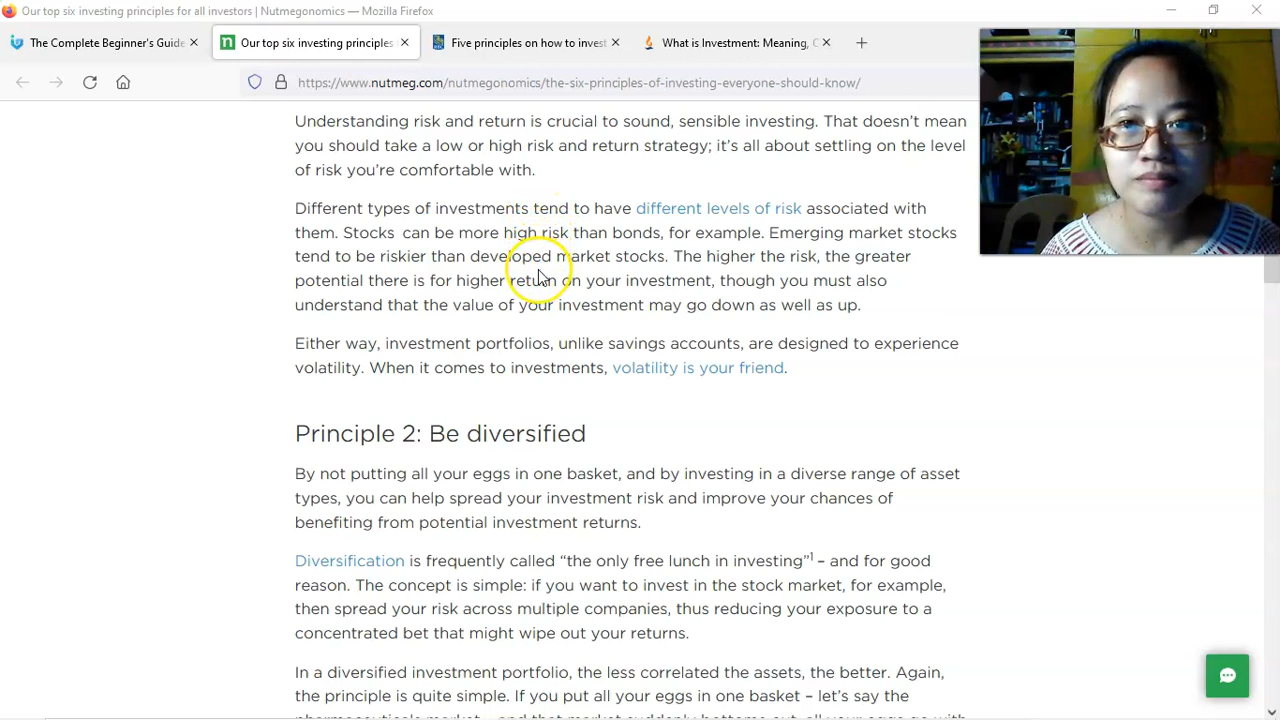 Our top six investing principles for all investors | Nutmegonomics — Mozilla Firefox
The Complete Beginner's Guide
Our top six investing principles
Five principles on how to invest
What is Investment: Meaning, C
https://www.nutmeg.com/nutmegonomics/the-six-principles-of-investing-everyone-should-know/
Understanding risk and return is crucial to sound, sensible investing. That doesn’t mean
you should take a low or high risk and return strategy; it’s all about settling on the level
of risk you’re comfortable with.
Different types of investments tend to have different levels of risk associated with
them. Stocks can be more high risk than bonds, for example. Emerging market stocks
tend to be riskier than developed market stocks. The higher the risk, the greater
potential there is for higher return on your investment, though you must also
understand that the value of your investment may go down as well as up.
Either way, investment portfolios, unlike savings accounts, are designed to experience
volatility. When it comes to investments, volatility is your friend.
Principle 2: Be diversified
By not putting all your eggs in one basket, and by investing in a diverse range of asset
types, you can help spread your investment risk and improve your chances of
benefiting from potential investment returns.
Diversification is frequently called “the only free lunch in investing”1 – and for good
reason. The concept is simple: if you want to invest in the stock market, for example,
then spread your risk across multiple companies, thus reducing your exposure to a
concentrated bet that might wipe out your returns.
In a diversified investment portfolio, the less correlated the assets, the better. Again,
the principle is quite simple. If you put all your eggs in one basket – let’s say the
pharmaceuticals market – and that market suddenly bottoms out, all your eggs go with